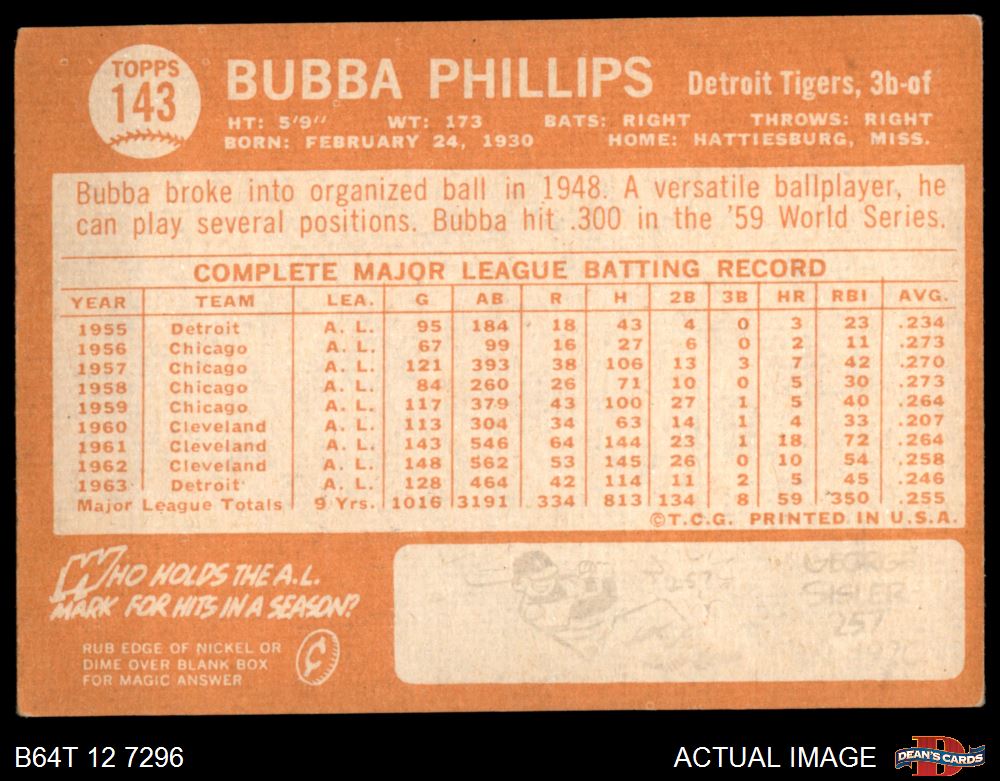 TOPPS
143
BUBBA PHILLIPS Detroit Tigers, 3b-of
HT: 5'9" WT: 173 BATS: RIGHT THROWS: RIGHT
BORN: FEBRUARY 24, 1930 HOME: HATTIESBURG, MISS.
Bubba broke into organized ball in 1948. A versatile ballplayer, he
can play several positions. Bubba hit .300 in the '59 World Series.
COMPLETE MAJOR LEAGUE BATTING RECORD
YEAR TEAM LEA. G AB R H 2B 3B HR RBI AVG.
1955 Detroit A. L. 95 184 18 43 4 0 3 23 .234
1956 Chicago A. L. 67 99 16 27 6 0 2 11 .273
1957 Chicago A. L. 121 393 38 106 13 3 7 42 .270
1958 Chicago A. L. 84 260 26 71 10 0 5 30 .273
1959 Chicago A. L. 117 379 43 100 27 1 5 40 .264
1960 Cleveland A. L. 113 304 34 63 14 1 4 33 .207
1961 Cleveland A. L. 143 546 64 144 23 1 18 72 .264
1962 Cleveland A. L. 148 562 53 145 26 0 10 54 .258
1963 Detroit A. L. 128 464 42 114 11 2 5 45 .246
Major League Totals 9 Yrs. 1016 3191 334 813 134 8 59 350 .255
©T.C.G. PRINTED IN U.S.A.
WHO HOLDS THE A.L.
MARK FOR HITS IN A SEASON?
RUB EDGE OF NICKEL OR
DIME OVER BLANK BOX
FOR MAGIC ANSWER
GEORGE
SISLER
257
B64T 12 7296 ACTUAL IMAGE DEAN'S CARDS